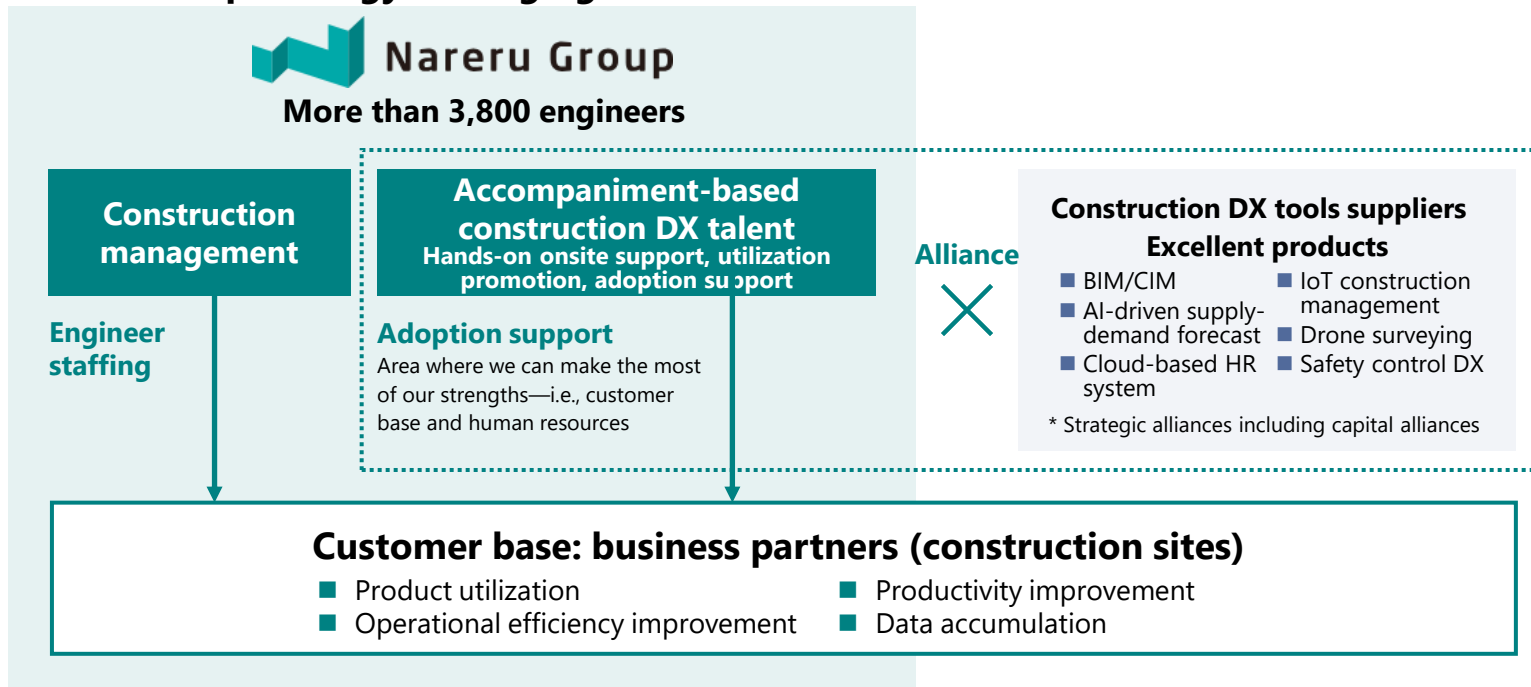 Nareru Group
More than 3,800 engineers
Construction
management
Accompaniment-based
construction DX talent
Hands-on onsite support, utilization
promotion, adoption support
Engineer
staffing
Adoption support
Area where we can make the most
of our strengths—i.e., customer
base and human resources
Alliance
Construction DX tools suppliers
Excellent products
■ BIM/CIM
■ AI-driven supply-
demand forecast
■ Cloud-based HR
system
■ IoT construction
management
■ Drone surveying
■ Safety control DX
* Strategic alliances including capital alliances
Customer base: business partners (construction sites)
■ Product utilization
■ Operational efficiency improvement
■ Productivity improvement
■ Data accumulation